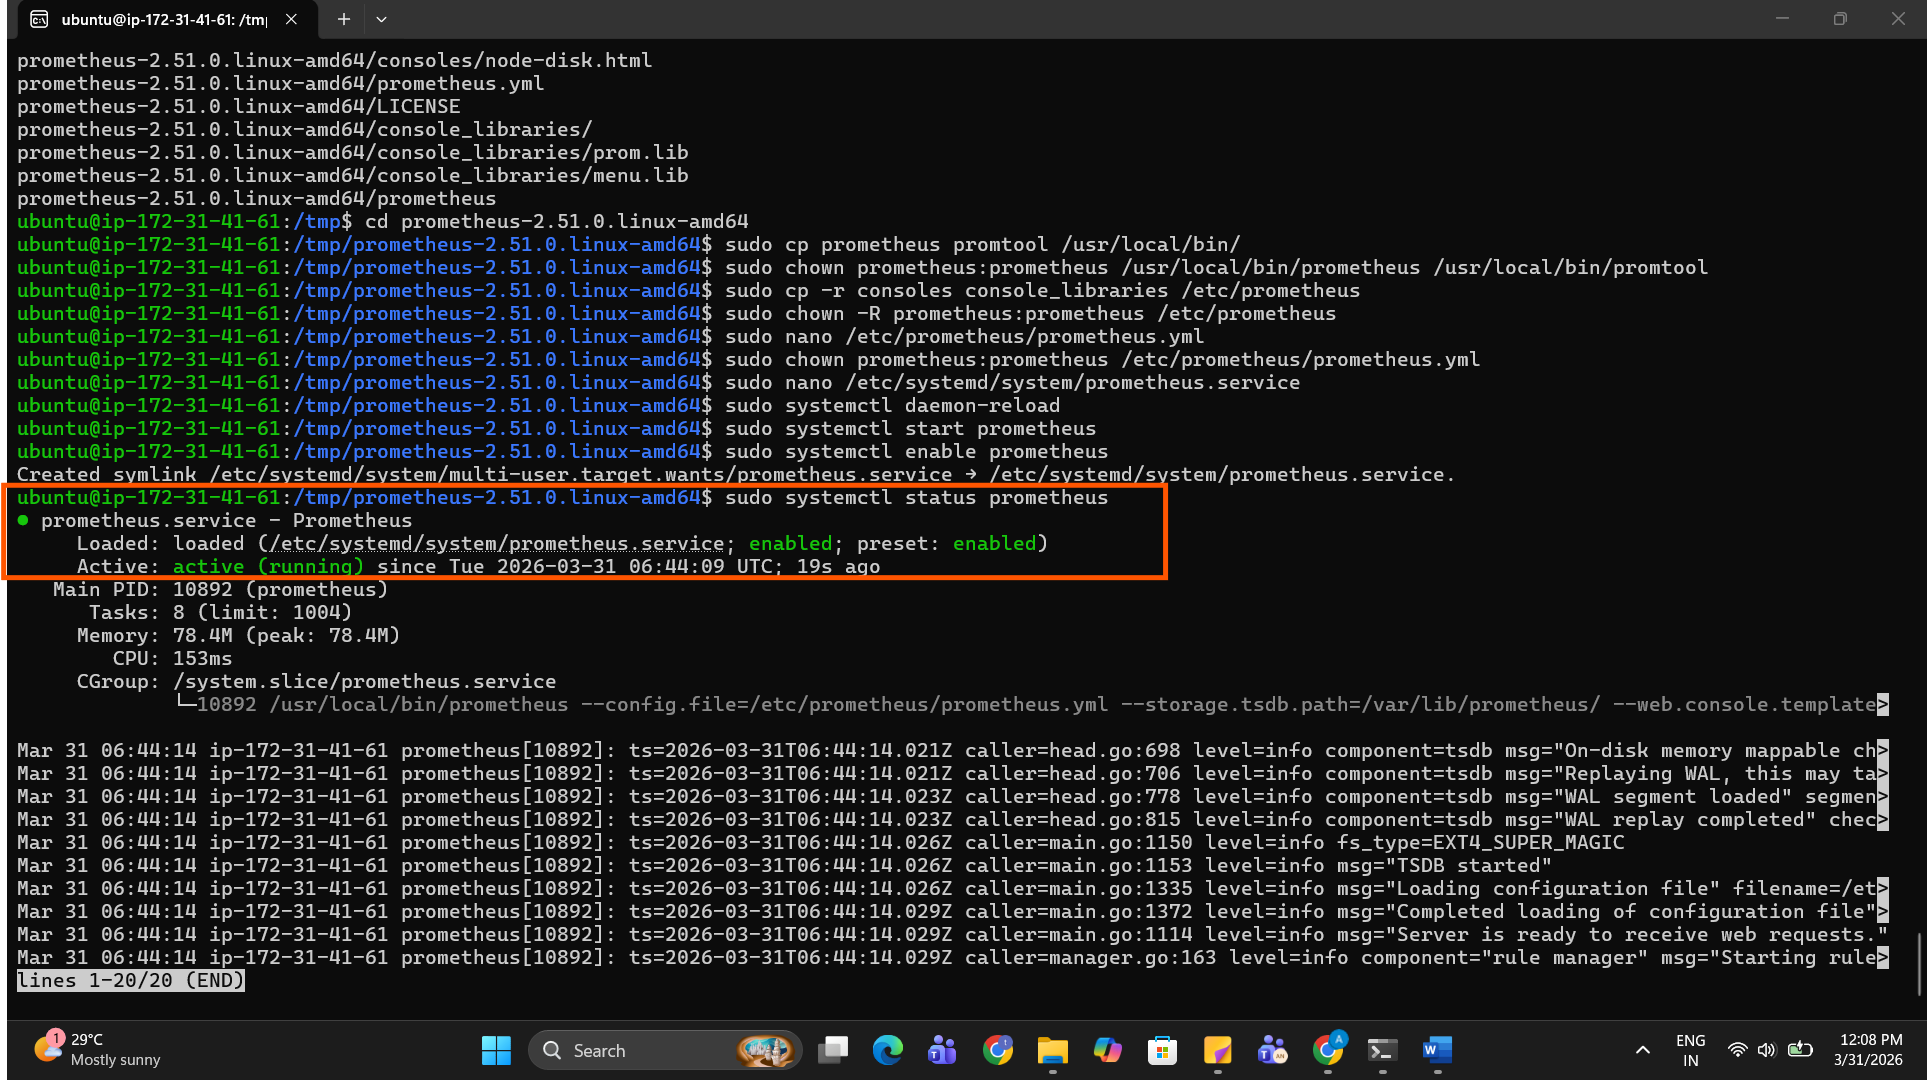 ubuntu@ip-172-31-41-61: /tmp
prometheus-2.51.0.linux-amd64/consoles/node-disk.html
prometheus-2.51.0.linux-amd64/prometheus.yml
prometheus-2.51.0.linux-amd64/LICENSE
prometheus-2.51.0.linux-amd64/console_libraries/
prometheus-2.51.0.linux-amd64/console_libraries/prom.lib
prometheus-2.51.0.linux-amd64/console_libraries/menu.lib
prometheus-2.51.0.linux-amd64/prometheus
ubuntu@ip-172-31-41-61:/tmp$ cd prometheus-2.51.0.linux-amd64
ubuntu@ip-172-31-41-61:/tmp/prometheus-2.51.0.linux-amd64$ sudo cp prometheus promtool /usr/local/bin/
ubuntu@ip-172-31-41-61:/tmp/prometheus-2.51.0.linux-amd64$ sudo chown prometheus:prometheus /usr/local/bin/prometheus /usr/local/bin/promtool
ubuntu@ip-172-31-41-61:/tmp/prometheus-2.51.0.linux-amd64$ sudo cp -r consoles console_libraries /etc/prometheus
ubuntu@ip-172-31-41-61:/tmp/prometheus-2.51.0.linux-amd64$ sudo chown -R prometheus:prometheus /etc/prometheus
ubuntu@ip-172-31-41-61:/tmp/prometheus-2.51.0.linux-amd64$ sudo nano /etc/prometheus/prometheus.yml
ubuntu@ip-172-31-41-61:/tmp/prometheus-2.51.0.linux-amd64$ sudo chown prometheus:prometheus /etc/prometheus/prometheus.yml
ubuntu@ip-172-31-41-61:/tmp/prometheus-2.51.0.linux-amd64$ sudo nano /etc/systemd/system/prometheus.service
ubuntu@ip-172-31-41-61:/tmp/prometheus-2.51.0.linux-amd64$ sudo systemctl daemon-reload
ubuntu@ip-172-31-41-61:/tmp/prometheus-2.51.0.linux-amd64$ sudo systemctl start prometheus
ubuntu@ip-172-31-41-61:/tmp/prometheus-2.51.0.linux-amd64$ sudo systemctl enable prometheus
Created symlink /etc/systemd/system/multi-user.target.wants/prometheus.service → /etc/systemd/system/prometheus.service.
ubuntu@ip-172-31-41-61:/tmp/prometheus-2.51.0.linux-amd64$ sudo systemctl status prometheus
● prometheus.service - Prometheus
Loaded: loaded (/etc/systemd/system/prometheus.service; enabled; preset: enabled)
Active: active (running) since Tue 2026-03-31 06:44:09 UTC; 19s ago
Main PID: 10892 (prometheus)
Tasks: 8 (limit: 1004)
Memory: 78.4M (peak: 78.4M)
CPU: 153ms
CGroup: /system.slice/prometheus.service
└─10892 /usr/local/bin/prometheus --config.file=/etc/prometheus/prometheus.yml --storage.tsdb.path=/var/lib/prometheus/ --web.console.template>
Mar 31 06:44:14 ip-172-31-41-61 prometheus[10892]: ts=2026-03-31T06:44:14.021Z caller=head.go:698 level=info component=tsdb msg="On-disk memory mappable ch>
Mar 31 06:44:14 ip-172-31-41-61 prometheus[10892]: ts=2026-03-31T06:44:14.021Z caller=head.go:706 level=info component=tsdb msg="Replaying WAL, this may ta>
Mar 31 06:44:14 ip-172-31-41-61 prometheus[10892]: ts=2026-03-31T06:44:14.023Z caller=head.go:778 level=info component=tsdb msg="WAL segment loaded" segmen>
Mar 31 06:44:14 ip-172-31-41-61 prometheus[10892]: ts=2026-03-31T06:44:14.023Z caller=head.go:815 level=info component=tsdb msg="WAL replay completed" chec>
Mar 31 06:44:14 ip-172-31-41-61 prometheus[10892]: ts=2026-03-31T06:44:14.026Z caller=main.go:1150 level=info fs_type=EXT4_SUPER_MAGIC
Mar 31 06:44:14 ip-172-31-41-61 prometheus[10892]: ts=2026-03-31T06:44:14.026Z caller=main.go:1153 level=info msg="TSDB started"
Mar 31 06:44:14 ip-172-31-41-61 prometheus[10892]: ts=2026-03-31T06:44:14.026Z caller=main.go:1335 level=info msg="Loading configuration file" filename=/et>
Mar 31 06:44:14 ip-172-31-41-61 prometheus[10892]: ts=2026-03-31T06:44:14.029Z caller=main.go:1372 level=info msg="Completed loading of configuration file">
Mar 31 06:44:14 ip-172-31-41-61 prometheus[10892]: ts=2026-03-31T06:44:14.029Z caller=main.go:1114 level=info msg="Server is ready to receive web requests."
Mar 31 06:44:14 ip-172-31-41-61 prometheus[10892]: ts=2026-03-31T06:44:14.029Z caller=manager.go:163 level=info component="rule manager" msg="Starting rule>
lines 1-20/20 (END)
1
29°C
Mostly sunny
Search
ENG
IN
12:08 PM
3/31/2026